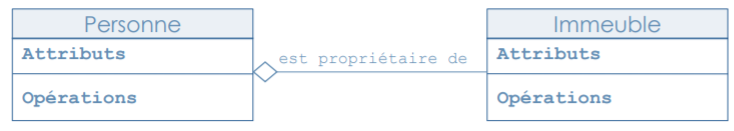 Personne
Attributs
Opérations
est propriétaire de
Immeuble
Attributs
Opérations